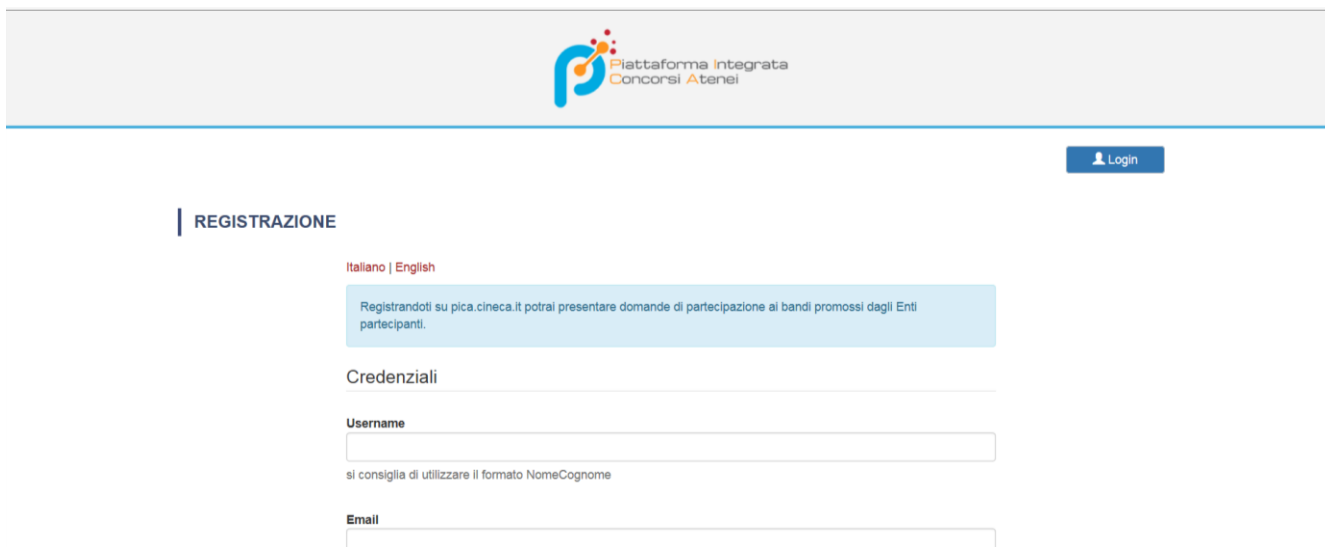 Piattaforma Integrata
Concorsi Atenei
Login
REGISTRAZIONE
Italiano | English
Registrandoti su pica.cineca.it potrai presentare domande di partecipazione ai bandi promossi dagli Enti
partecipanti.
Credenziali
Username
si consiglia di utilizzare il formato NomeCognome
Email